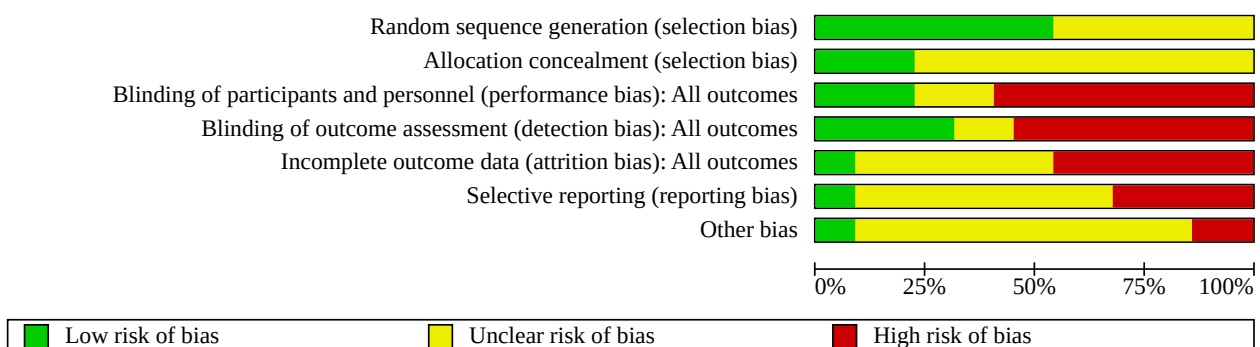 Random sequence generation (selection bias)
Allocation concealment (selection bias)
Blinding of participants and personnel (performance bias): All outcomes
Blinding of outcome assessment (detection bias): All outcomes
Incomplete outcome data (attrition bias): All outcomes
Selective reporting (reporting bias)
Other bias
0% 25% 50% 75% 100%
Low risk of bias Unclear risk of bias High risk of bias